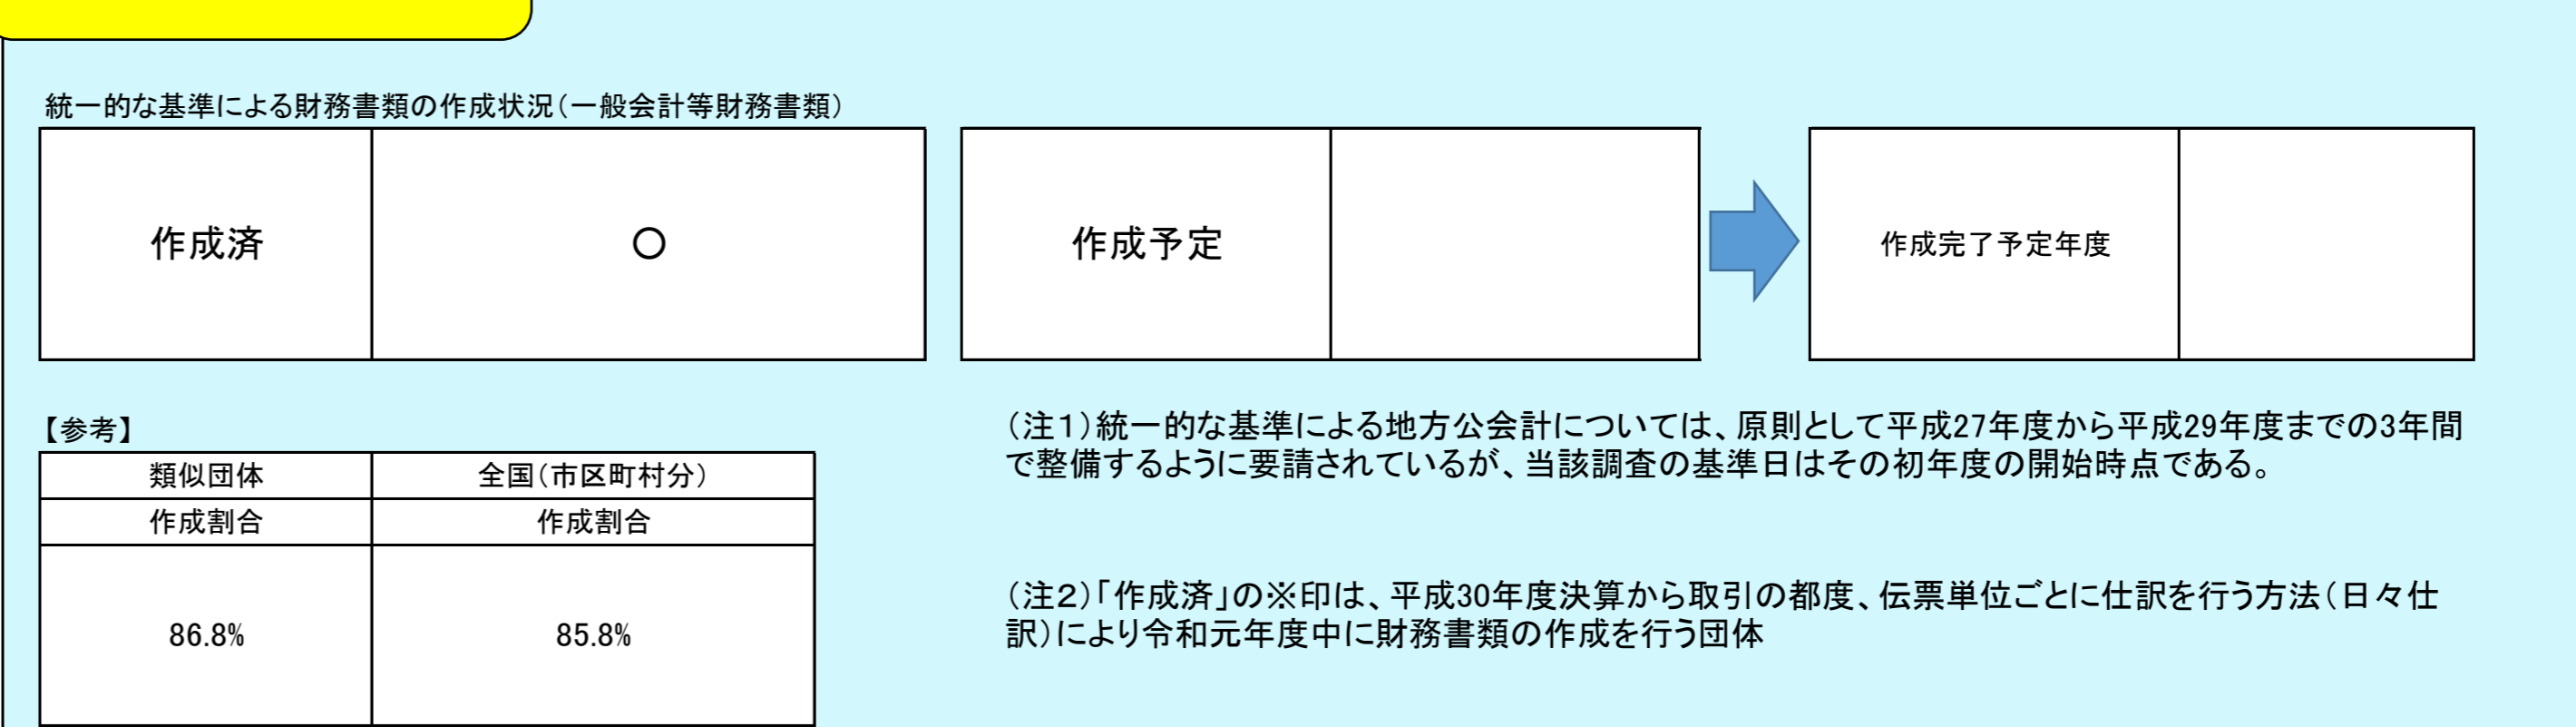 統一的な基準による財務書類の作成状況（一般会計等財務書類）
作成済
〇
作成予定
作成完了予定年度
【参考】
類似団体
全国（市区町村分）
作成割合
作成割合
86.8%
85.8%
（注１）統一的な基準による地方公会計については、原則として平成27年度から平成29年度までの3年間
で整備するように要請されているが、当該調査の基準日はその初年度の開始時点である。
（注２）「作成済」の※印は、平成30年度決算から取引の都度、伝票単位ごとに仕訳を行う方法（日々仕
訳）により令和元年度中に財務書類の作成を行う団体